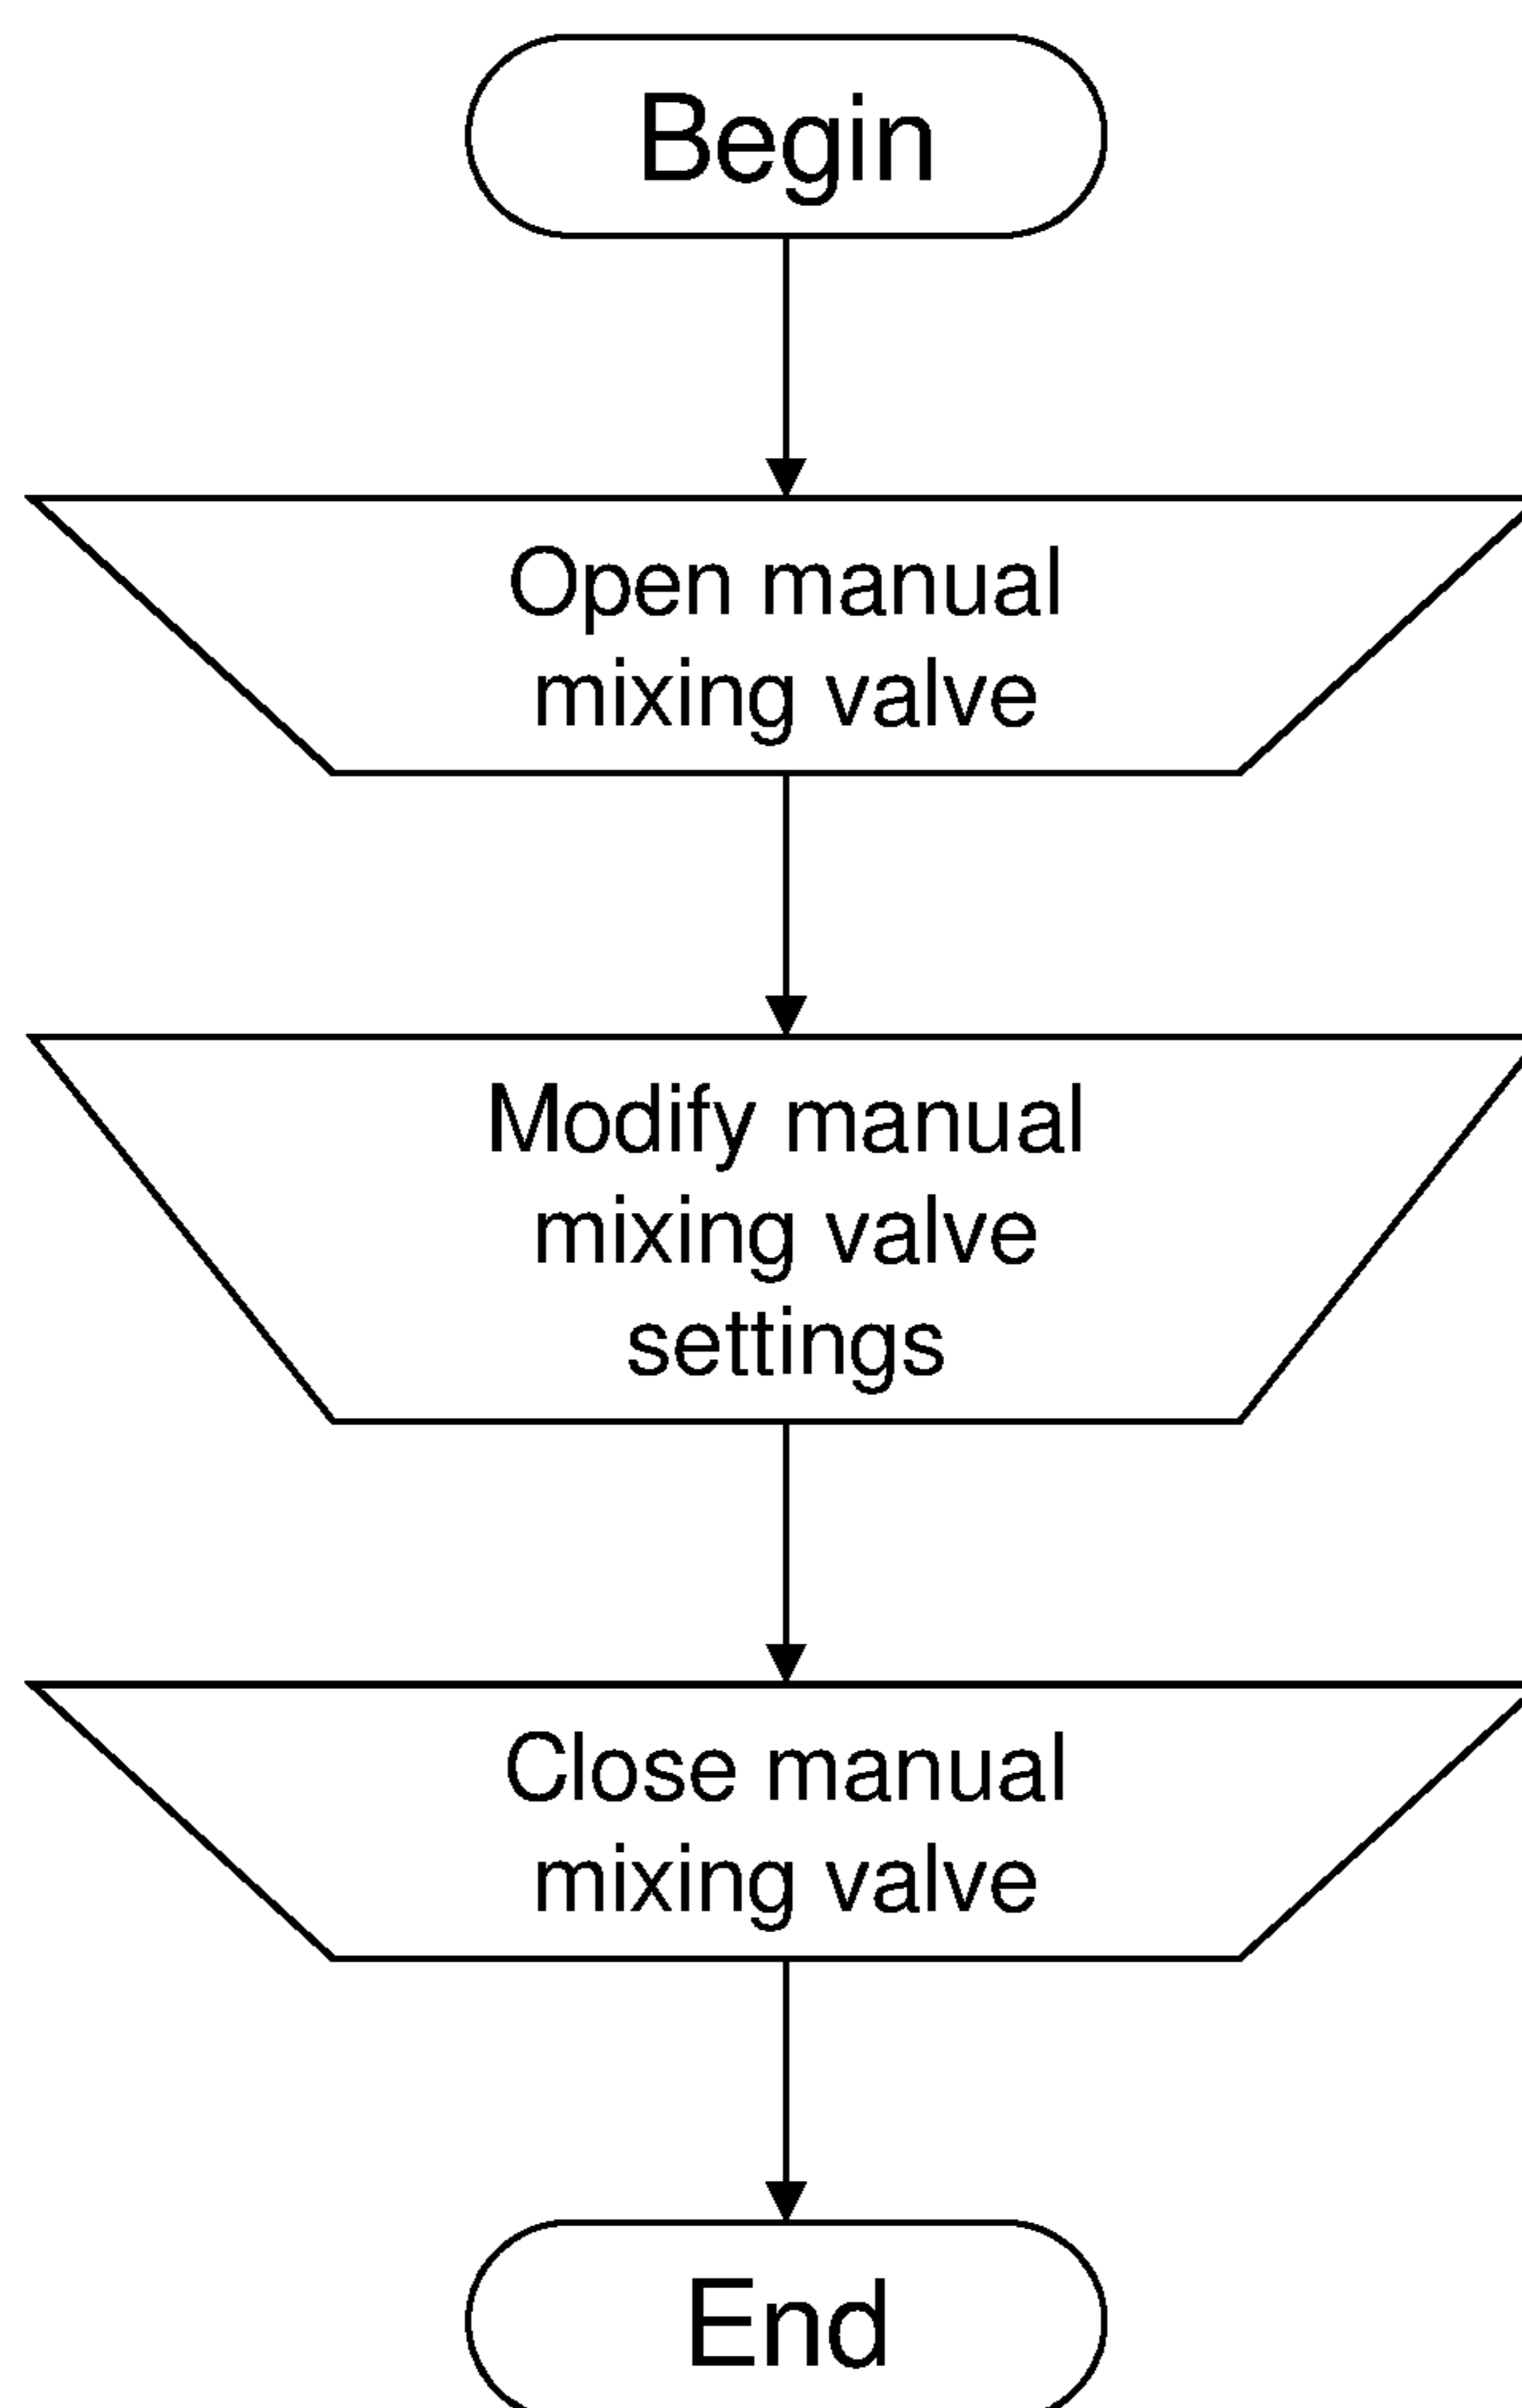 Begin
Open manual
mixing valve
Modify manual
mixing valve
settings
Close manual
mixing valve
End